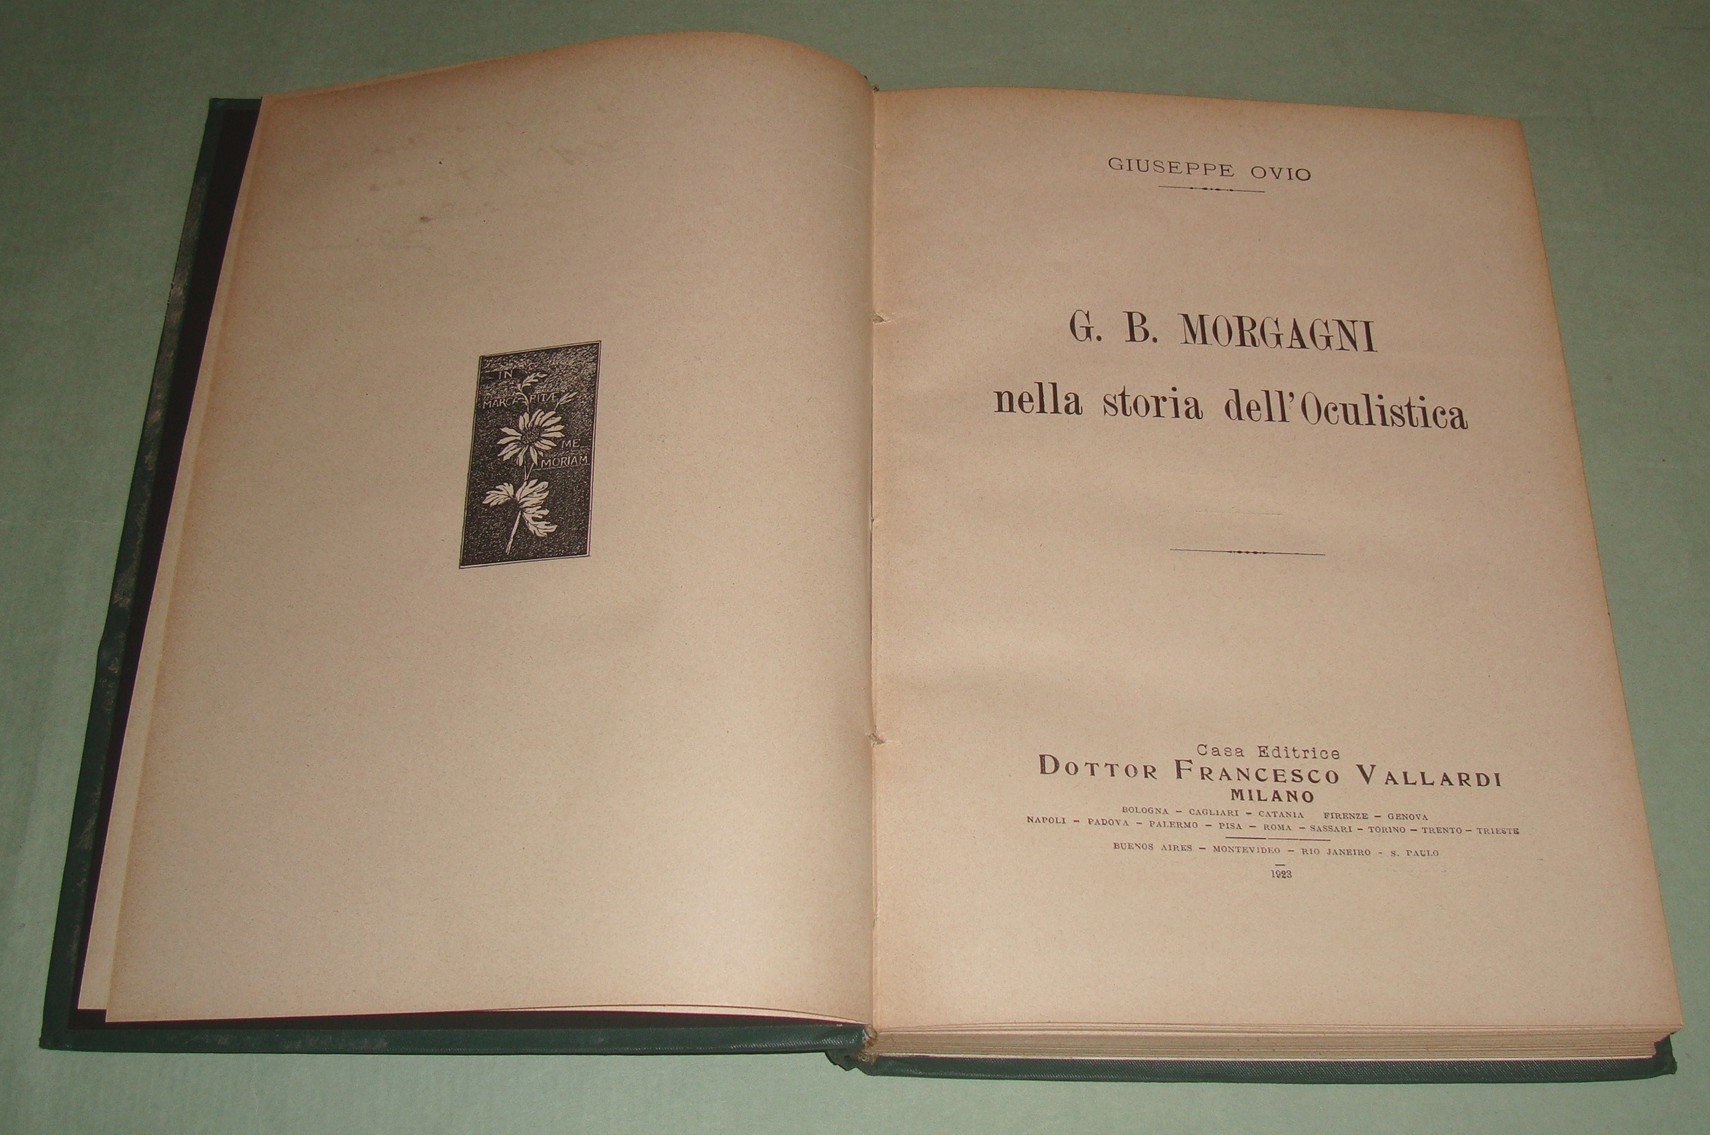 IN
MARGARITÆ
ME
MORIAM
GIUSEPPE OVIO
G. B. MORGAGNI
nella storia dell'Oculistica
Casa Editrice
DOTTOR FRANCESCO VALLARDI
MILANO
BOLOGNA – CAGLIARI – CATANIA FIRENZE – GENOVA
NAPOLI – PADOVA – PALERMO – PISA – ROMA – SASSARI – TORINO – TRENTO – TRIESTE
BUENOS AIRES – MONTEVIDEO – RIO JANEIRO - S. PAULO
1923